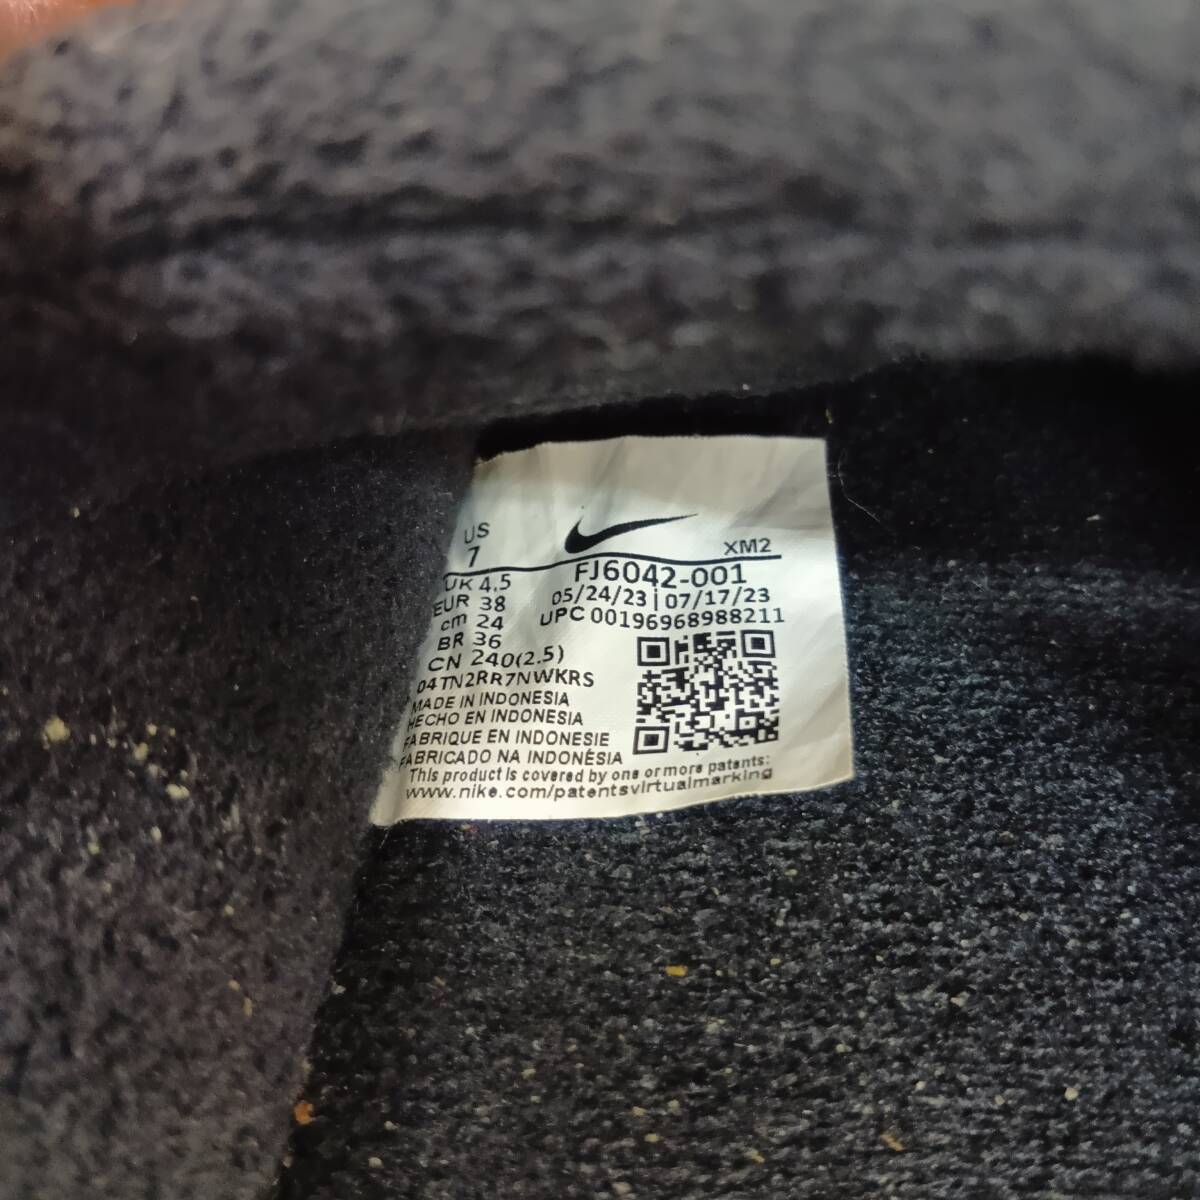 US
7
XM2
UK 4.5
FJ6042-001
EUR 38
05/24/23 | 07/17/23
cm 24
UPC 00196968988211
BR 36
CN 240(2.5)
04TN2RR7NWKRS
MADE IN INDONESIA
HECHO EN INDONESIA
FABRIQUE EN INDONESIE
FABRICADO NA INDONÉSIA
This product is covered by one or more patents:
www.nike.com/patentsvirtualmarking